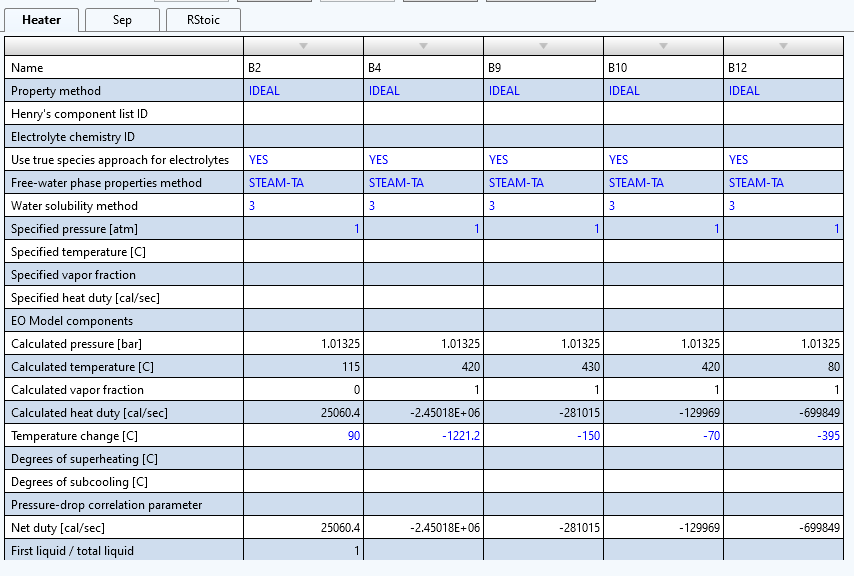 Heater Sep RStoic
Name B2 B4 B9 B10 B12
Property method IDEAL IDEAL IDEAL IDEAL IDEAL
Henry's component list ID
Electrolyte chemistry ID
Use true species approach for electrolytes YES YES YES YES YES
Free-water phase properties method STEAM-TA STEAM-TA STEAM-TA STEAM-TA STEAM-TA
Water solubility method 3 3 3 3 3
Specified pressure [atm] 1 1 1 1 1
Specified temperature [C]
Specified vapor fraction
Specified heat duty [cal/sec]
EO Model components
Calculated pressure [bar] 1.01325 1.01325 1.01325 1.01325 1.01325
Calculated temperature [C] 115 420 430 420 80
Calculated vapor fraction 0 1 1 1 1
Calculated heat duty [cal/sec] 25060.4 -2.45018E+06 -281015 -129969 -699849
Temperature change [C] 90 -1221.2 -150 -70 -395
Degrees of superheating [C]
Degrees of subcooling [C]
Pressure-drop correlation parameter
Net duty [cal/sec] 25060.4 -2.45018E+06 -281015 -129969 -699849
First liquid / total liquid 1